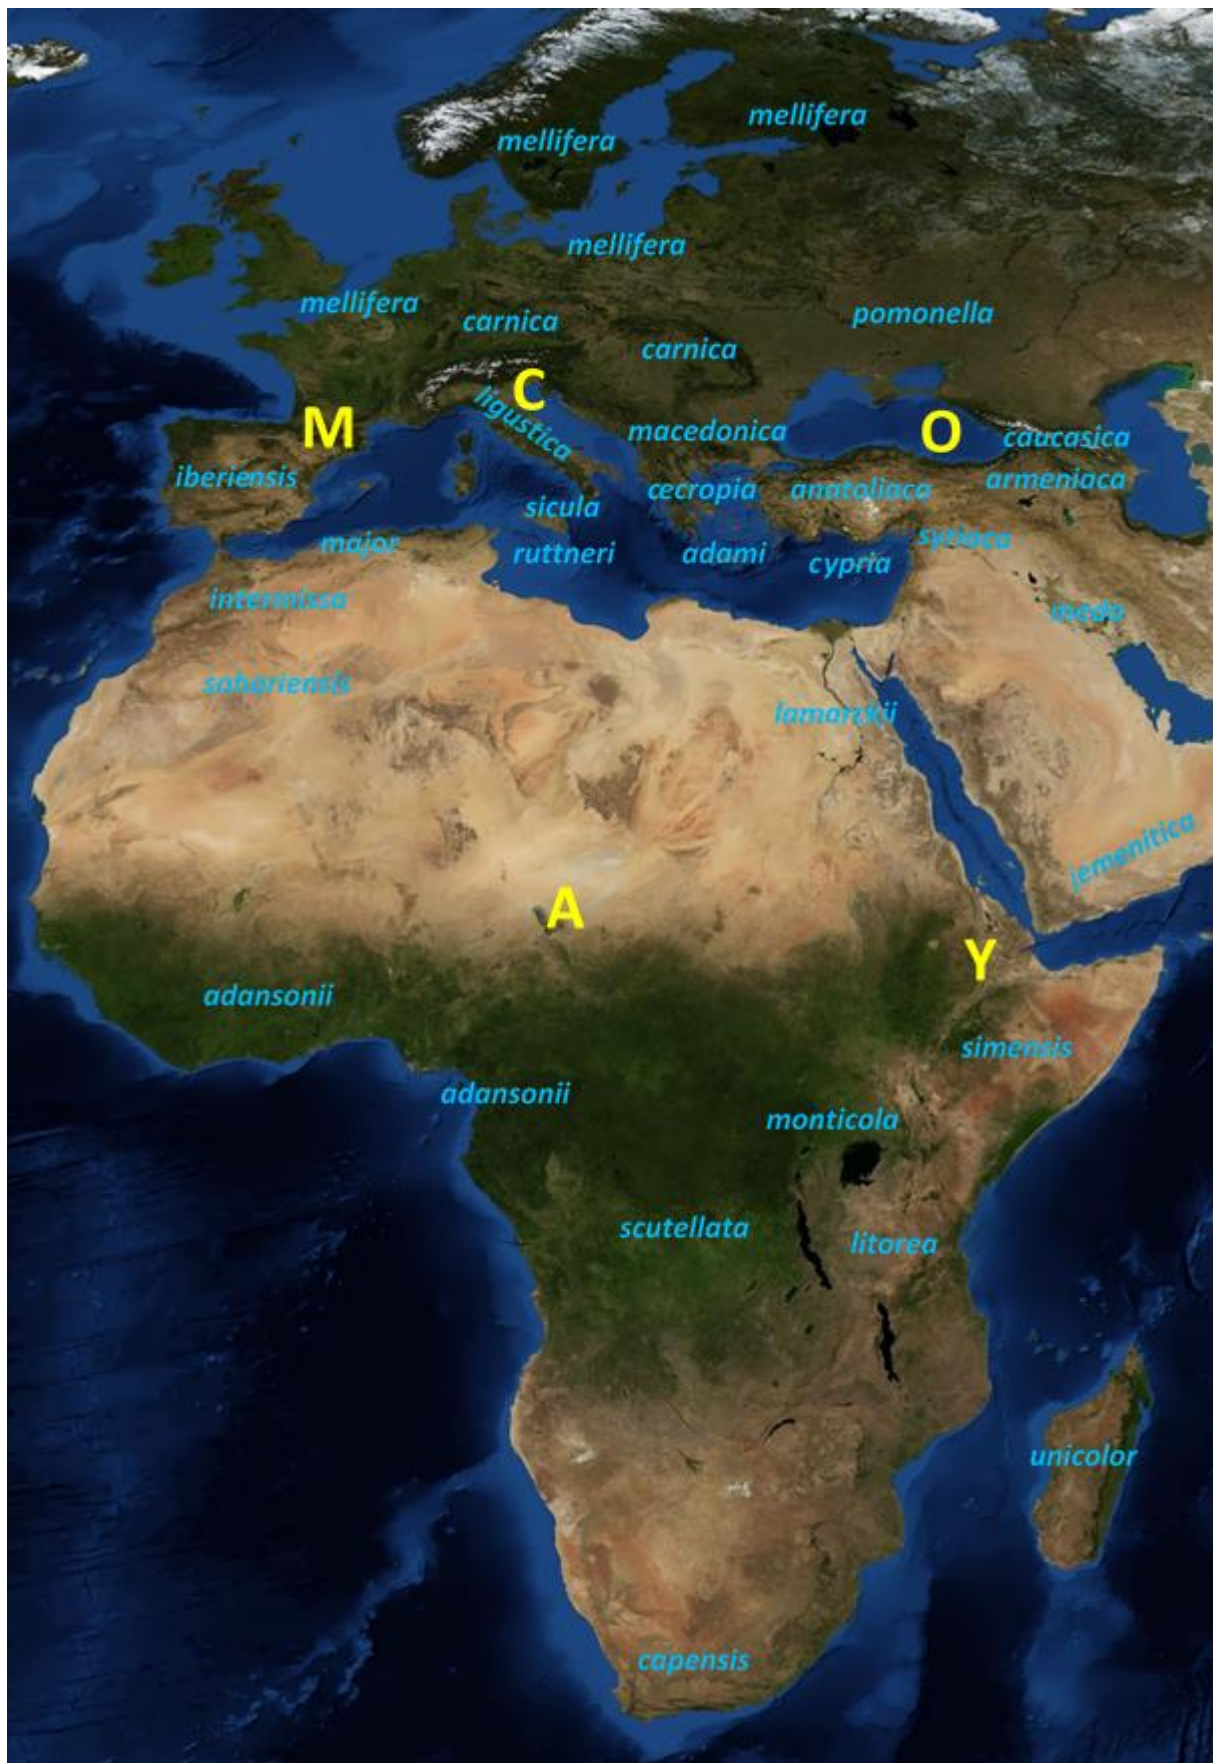 mellifera
mellifera
mellifera
mellifera
carnica
pomonella
carnica
C
ligustica
M
macedonica
O
caucasica
iberiensis
cecropia
anatoliaca
armeniaca
sicula
major
ruttneri
adami
cypria
syriaca
intermissa
meda
sahariensis
lamarckii
jemenitica
A
Y
adansonii
simensis
adansonii
monticola
scutellata
litorea
unicolor
capensis